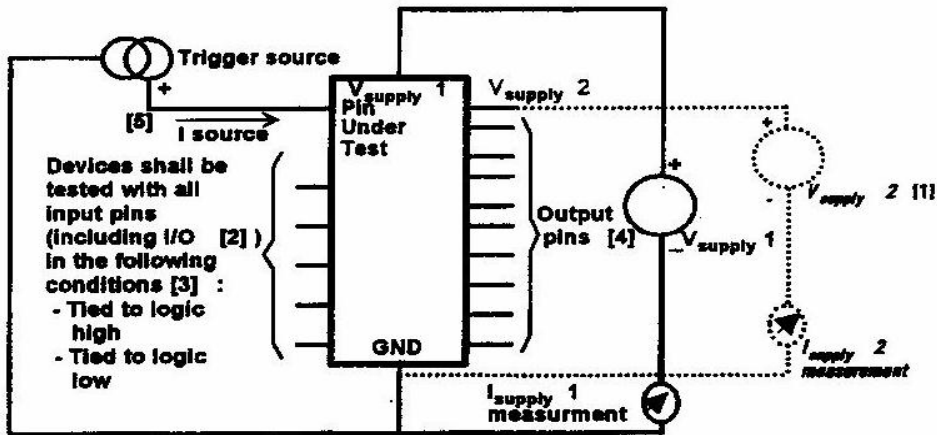 Trigger source
+
[5]
I source
Devices shall be
tested with all
input pins
(including I/O [2] )
in the following
conditions [3] :
- Tied to logic
high
- Tied to logic
low
Vsupply 1
Pin
Under
Test
GND
Vsupply 2
Output
pins [4]
+
_
Vsupply 1
Isupply 1
measurment
+
-
Vsupply 2 [1]
Isupply 2
measurement